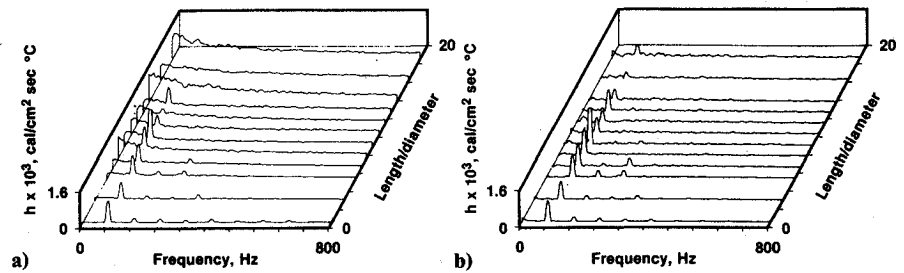 h x 10³, cal/cm² sec °C
1.6
0
0
800
Frequency, Hz
0
20
Length/diameter
a)
h x 10³, cal/cm² sec °C
1.6
0
0
800
Frequency, Hz
0
20
Length/diameter
b)